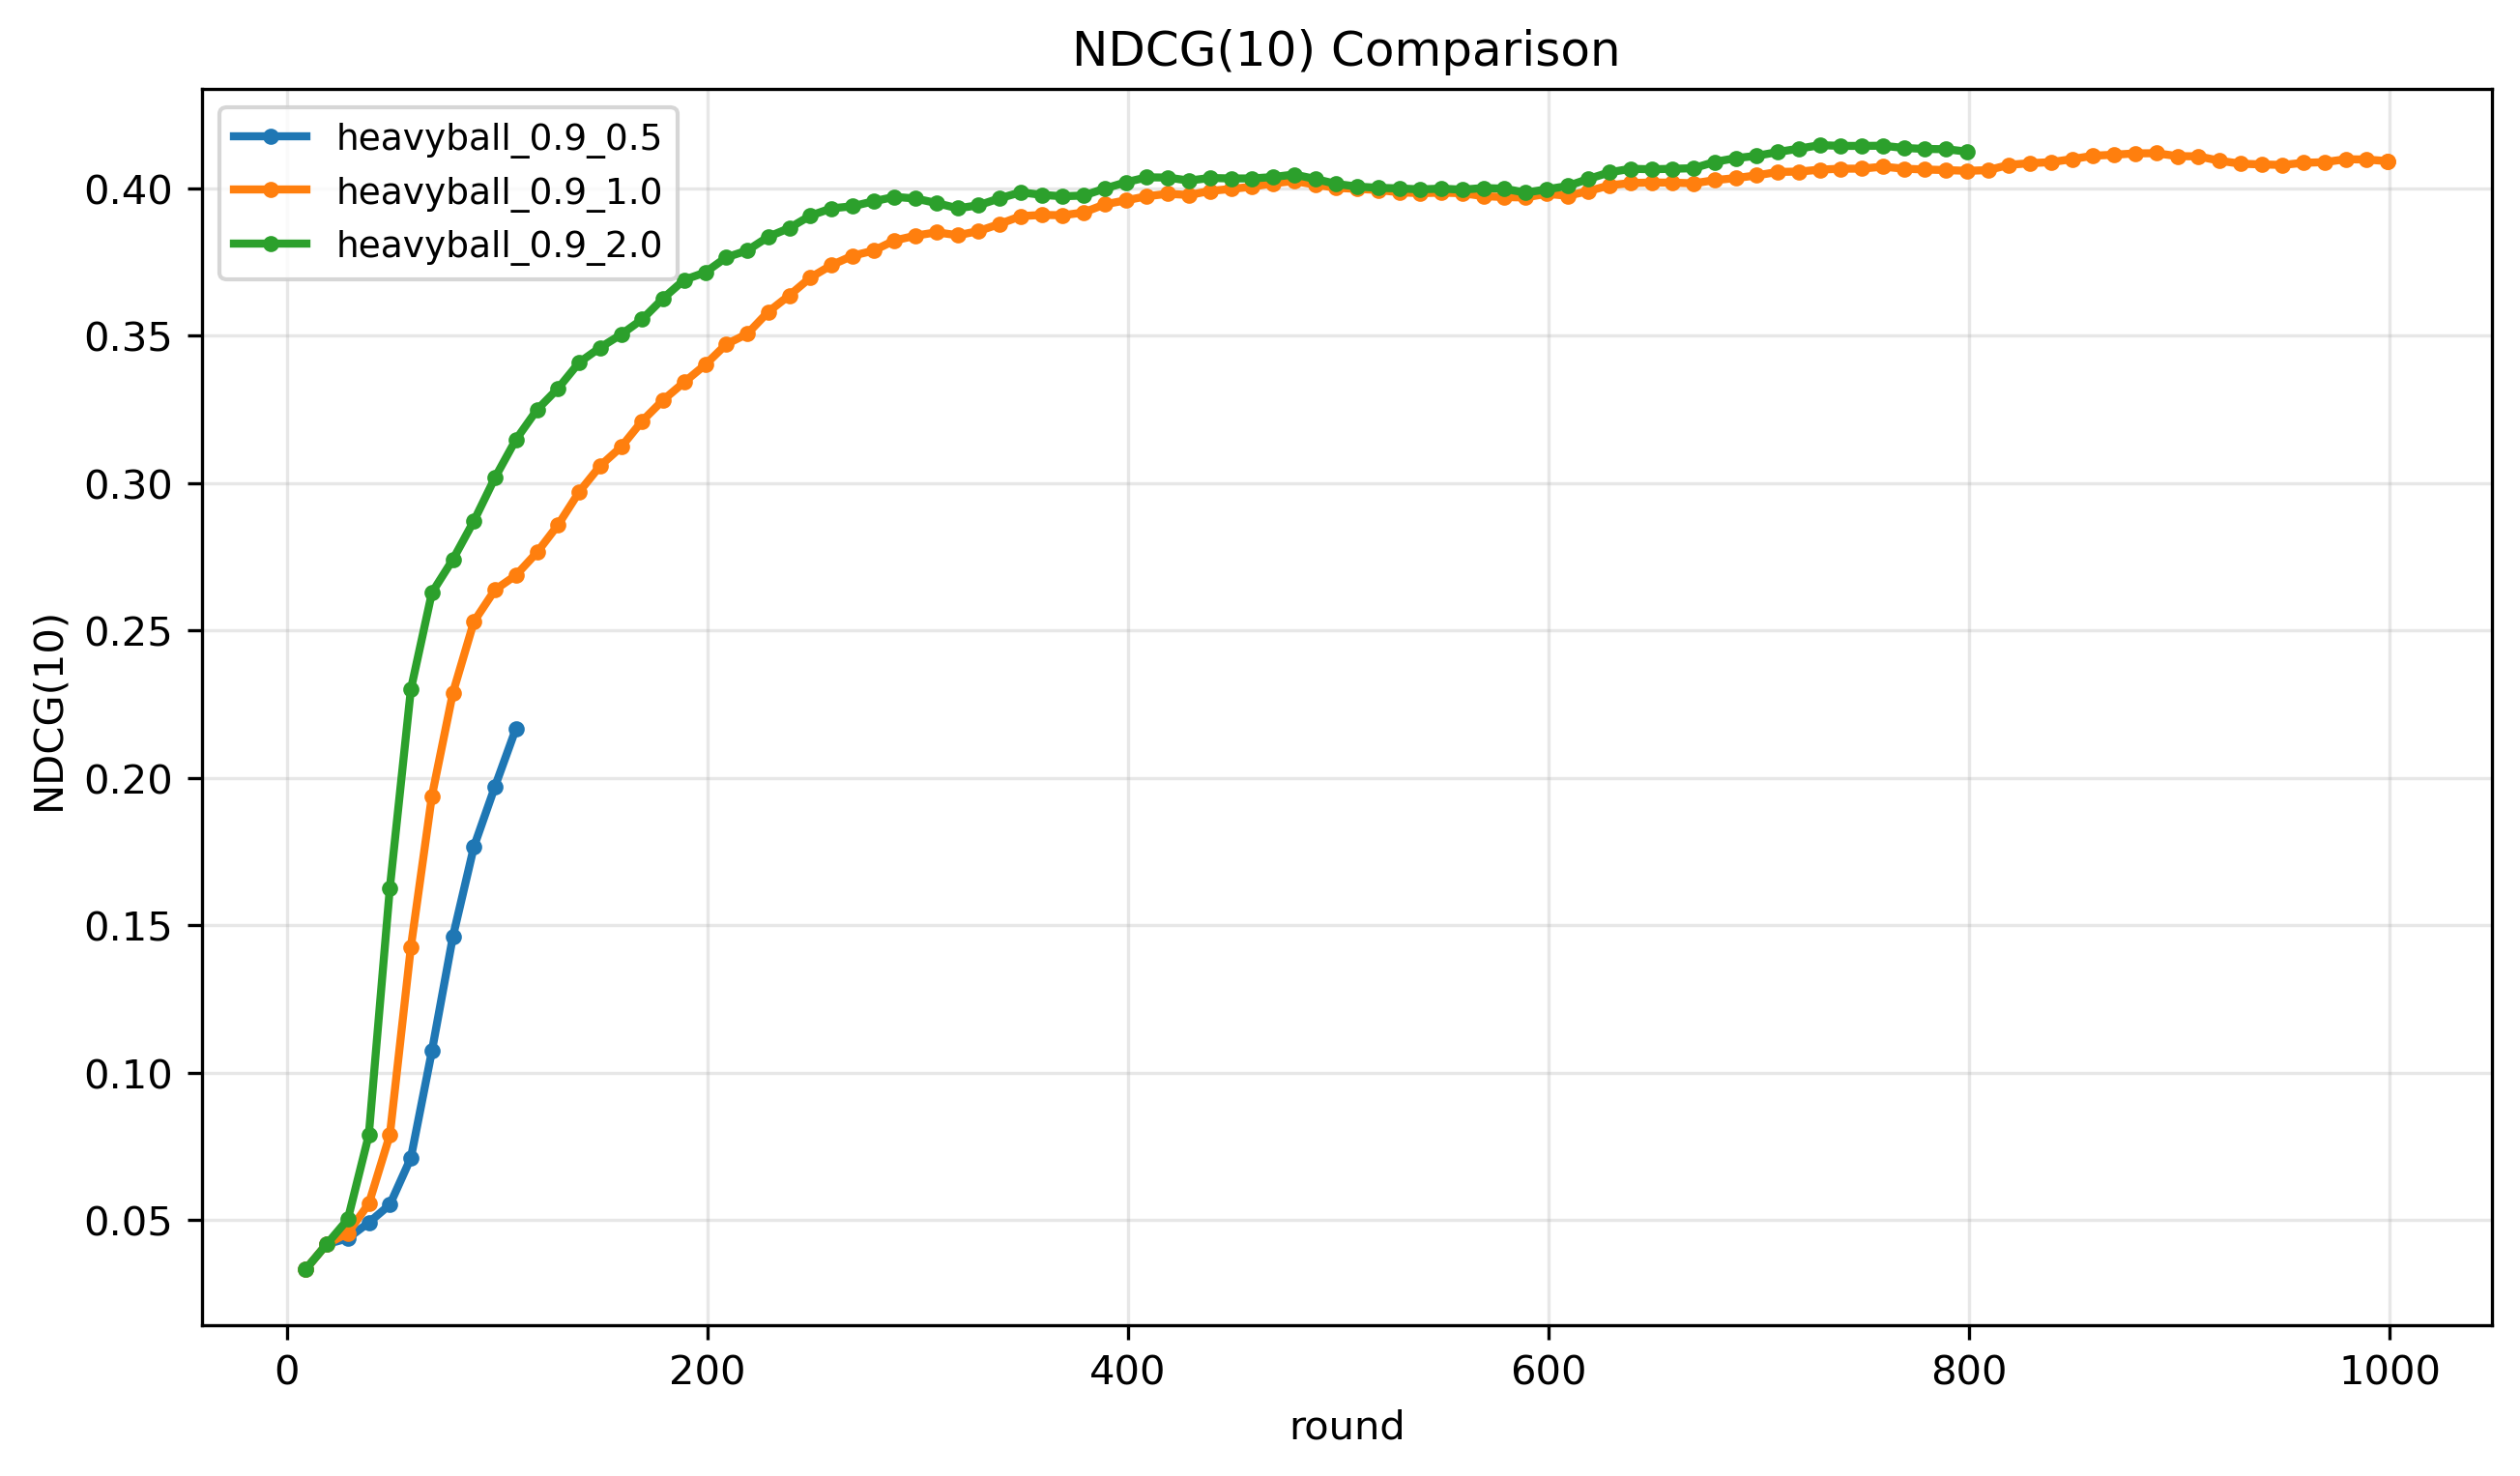 NDCG(10) Comparison
heavyball_0.9_0.5
heavyball_0.9_1.0
heavyball_0.9_2.0
NDCG(10)
0.40
0.35
0.30
0.25
0.20
0.15
0.10
0.05
0 200 400 600 800 1000
round